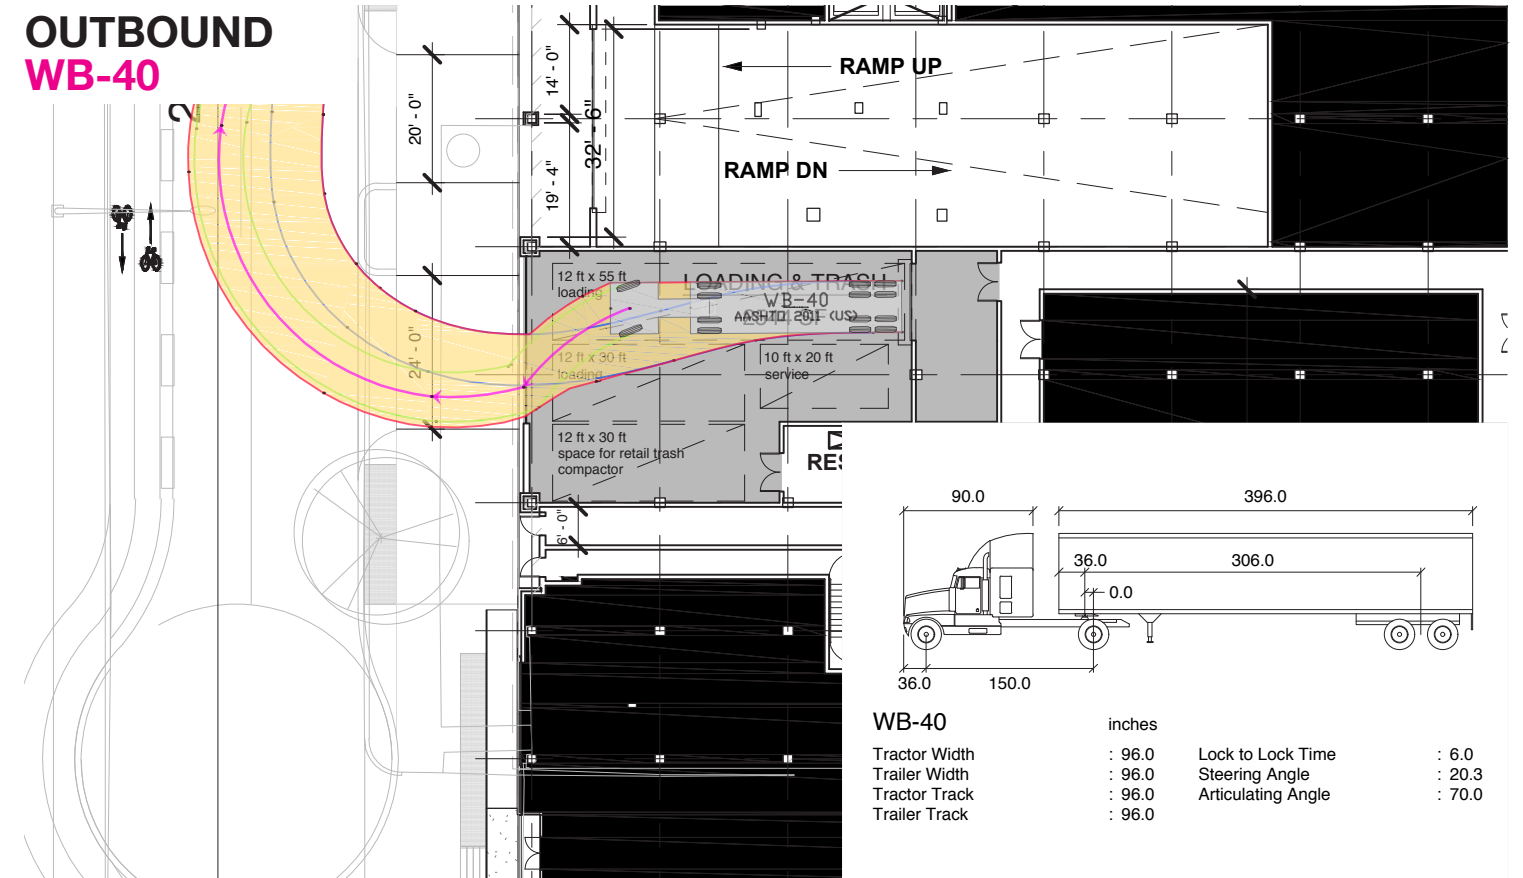 OUTBOUND
WB-40
20' - 0"
14' - 0"
32' - 6"
19' - 4"
RAMP UP
RAMP DN
12 ft x 55 ft
loading
LOADING & TRASH
WB-40
AASHTO 2011 (US)
24' - 0"
12 ft x 30 ft
loading
10 ft x 20 ft
service
12 ft x 30 ft
space for retail trash
compactor
6' - 0"
90.0
396.0
36.0
306.0
0.0
36.0
150.0
WB-40
inches
Tractor Width : 96.0 Lock to Lock Time : 6.0
Trailer Width : 96.0 Steering Angle : 20.3
Tractor Track : 96.0 Articulating Angle : 70.0
Trailer Track : 96.0